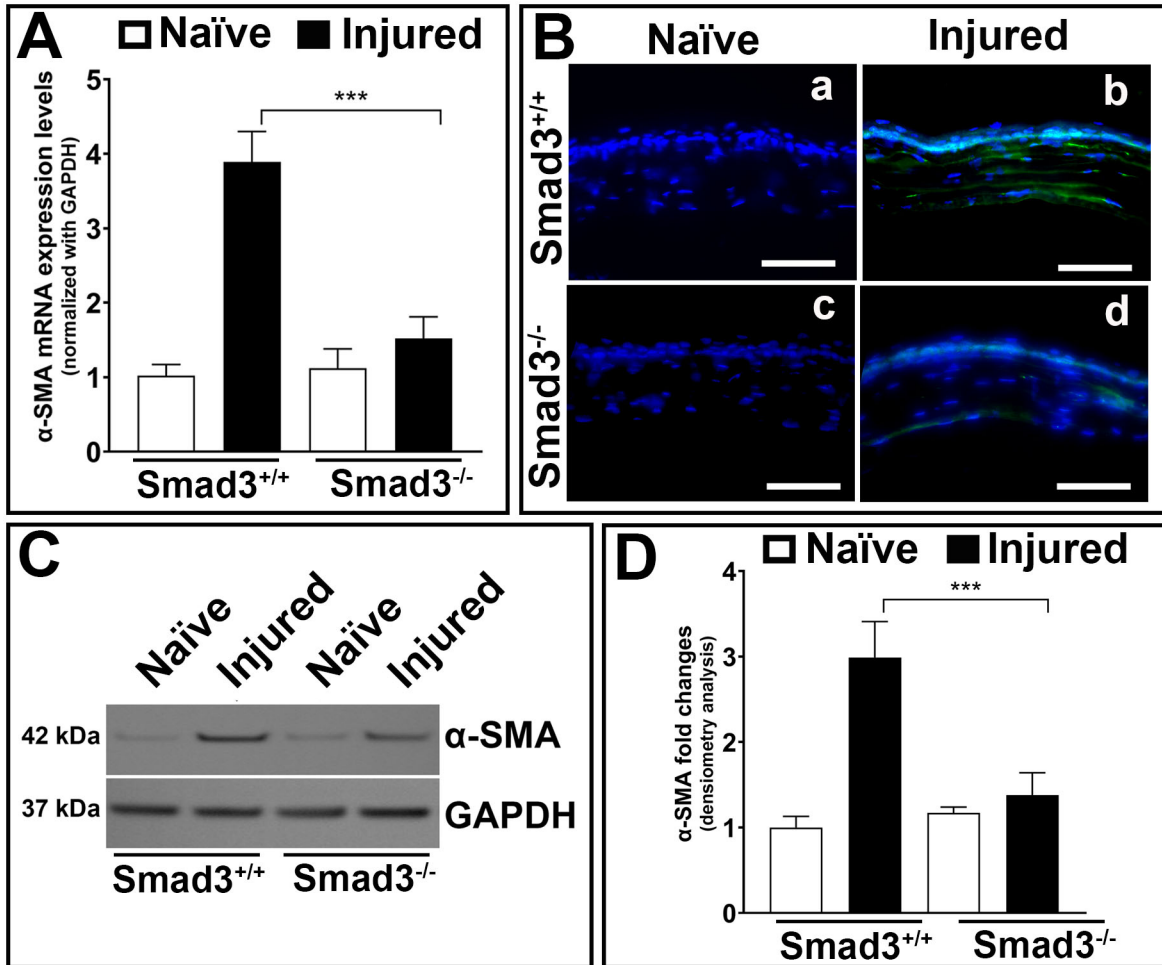 A
Naïve Injured
α-SMA mRNA expression levels
(normalized with GAPDH)
5
4
3
2
1
0
***
Smad3+/+ Smad3-/-
B
Naïve Injured
Smad3+/+
a
b
Smad3-/-
c
d
C
Naïve Injured Naïve Injured
42 kDa α-SMA
37 kDa GAPDH
Smad3+/+ Smad3-/-
D
Naïve Injured
α-SMA fold changes
(densiometry analysis)
4
3
2
1
0
***
Smad3+/+ Smad3-/-